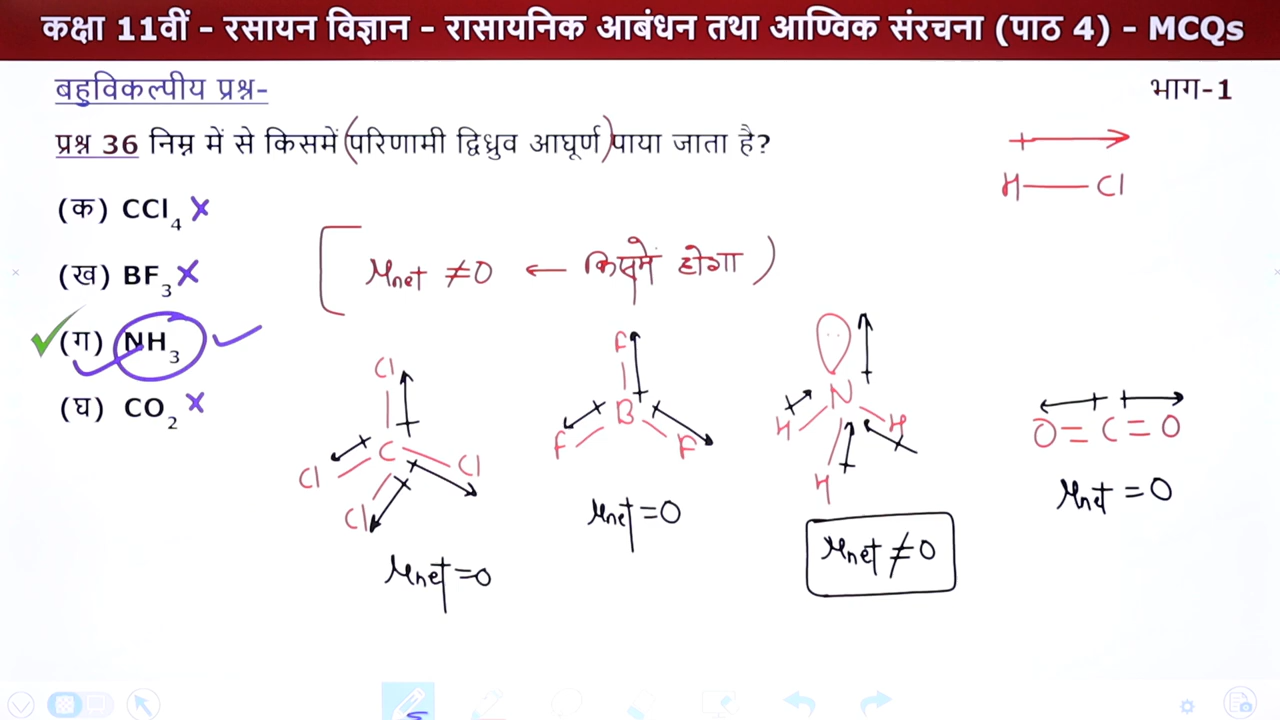 कक्षा 11वीं - रसायन विज्ञान - रासायनिक आबंधन तथा आण्विक संरचना (पाठ 4) - MCQs
बहुविकल्पीय प्रश्न-
भाग-1
प्रश्न 36 निम्न में से किसमें (परिणामी द्विध्रुव आघूर्ण) पाया जाता है?
H — Cl
(क) CCl₄ ×
(ख) BF₃ ×
[ μnet ≠ 0 ← किसमे होगा )
(ग) NH₃
(घ) CO₂ ×
Cl
Cl C Cl
Cl
μnet = 0
F
B
F F
μnet = 0
N
H H
H
μnet ≠ 0
O = C = O
μnet = 0